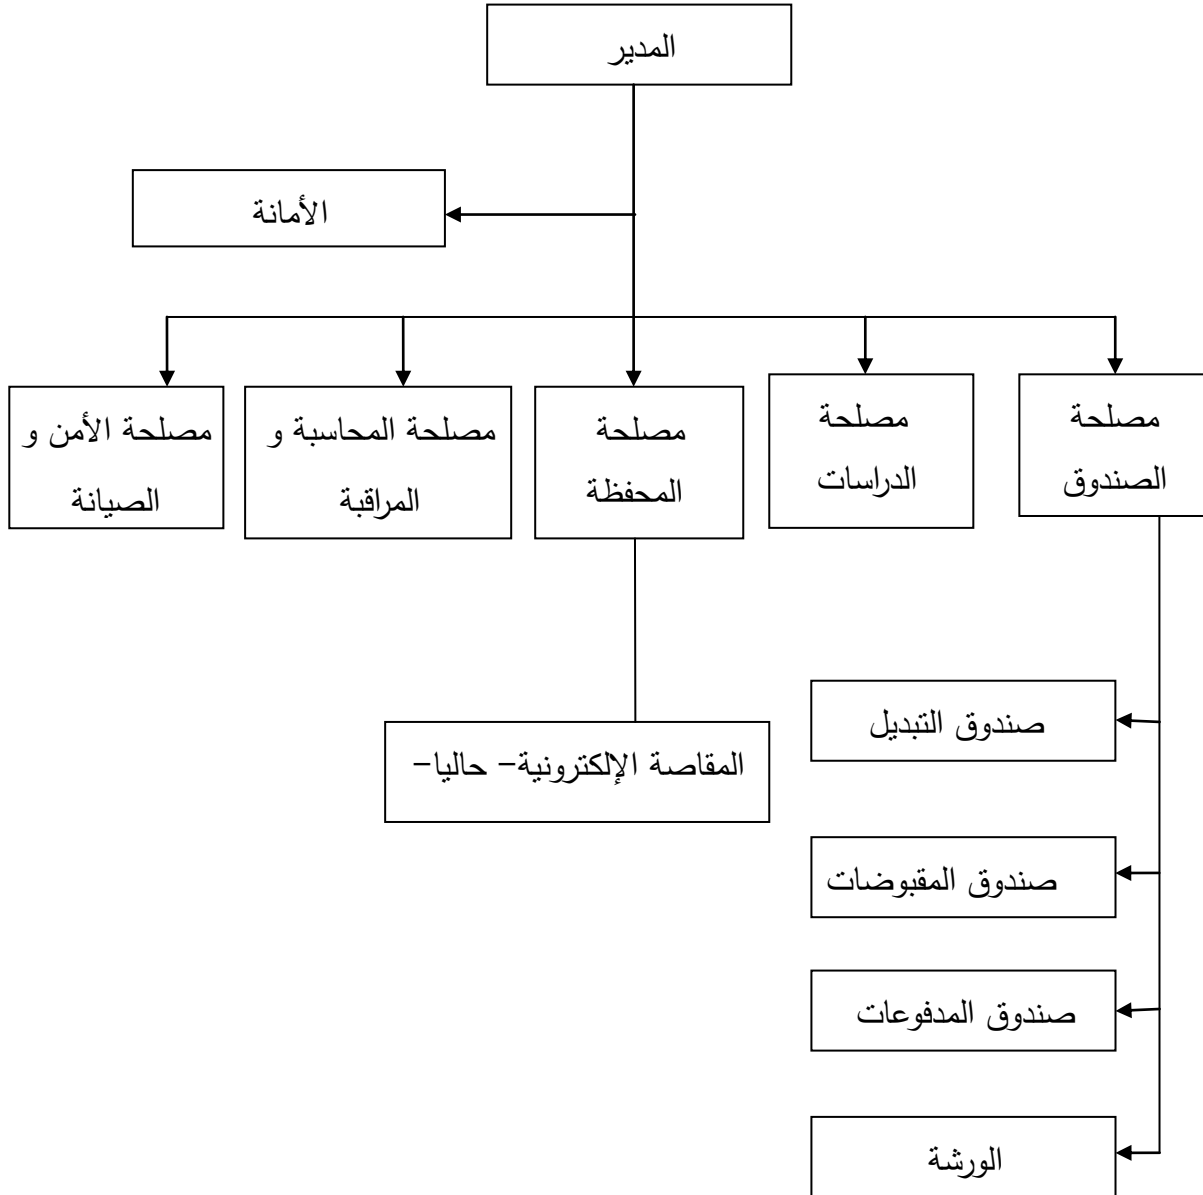 المدير
الأمانة
مصلحة
الصندوق
مصلحة
الدراسات
مصلحة
المحفظة
مصلحة المحاسبة و
المراقبة
مصلحة الأمن و
الصيانة
صندوق التبديل
المقاصة الإلكترونية– حاليا–
صندوق المقبوضات
صندوق المدفوعات
الورشة